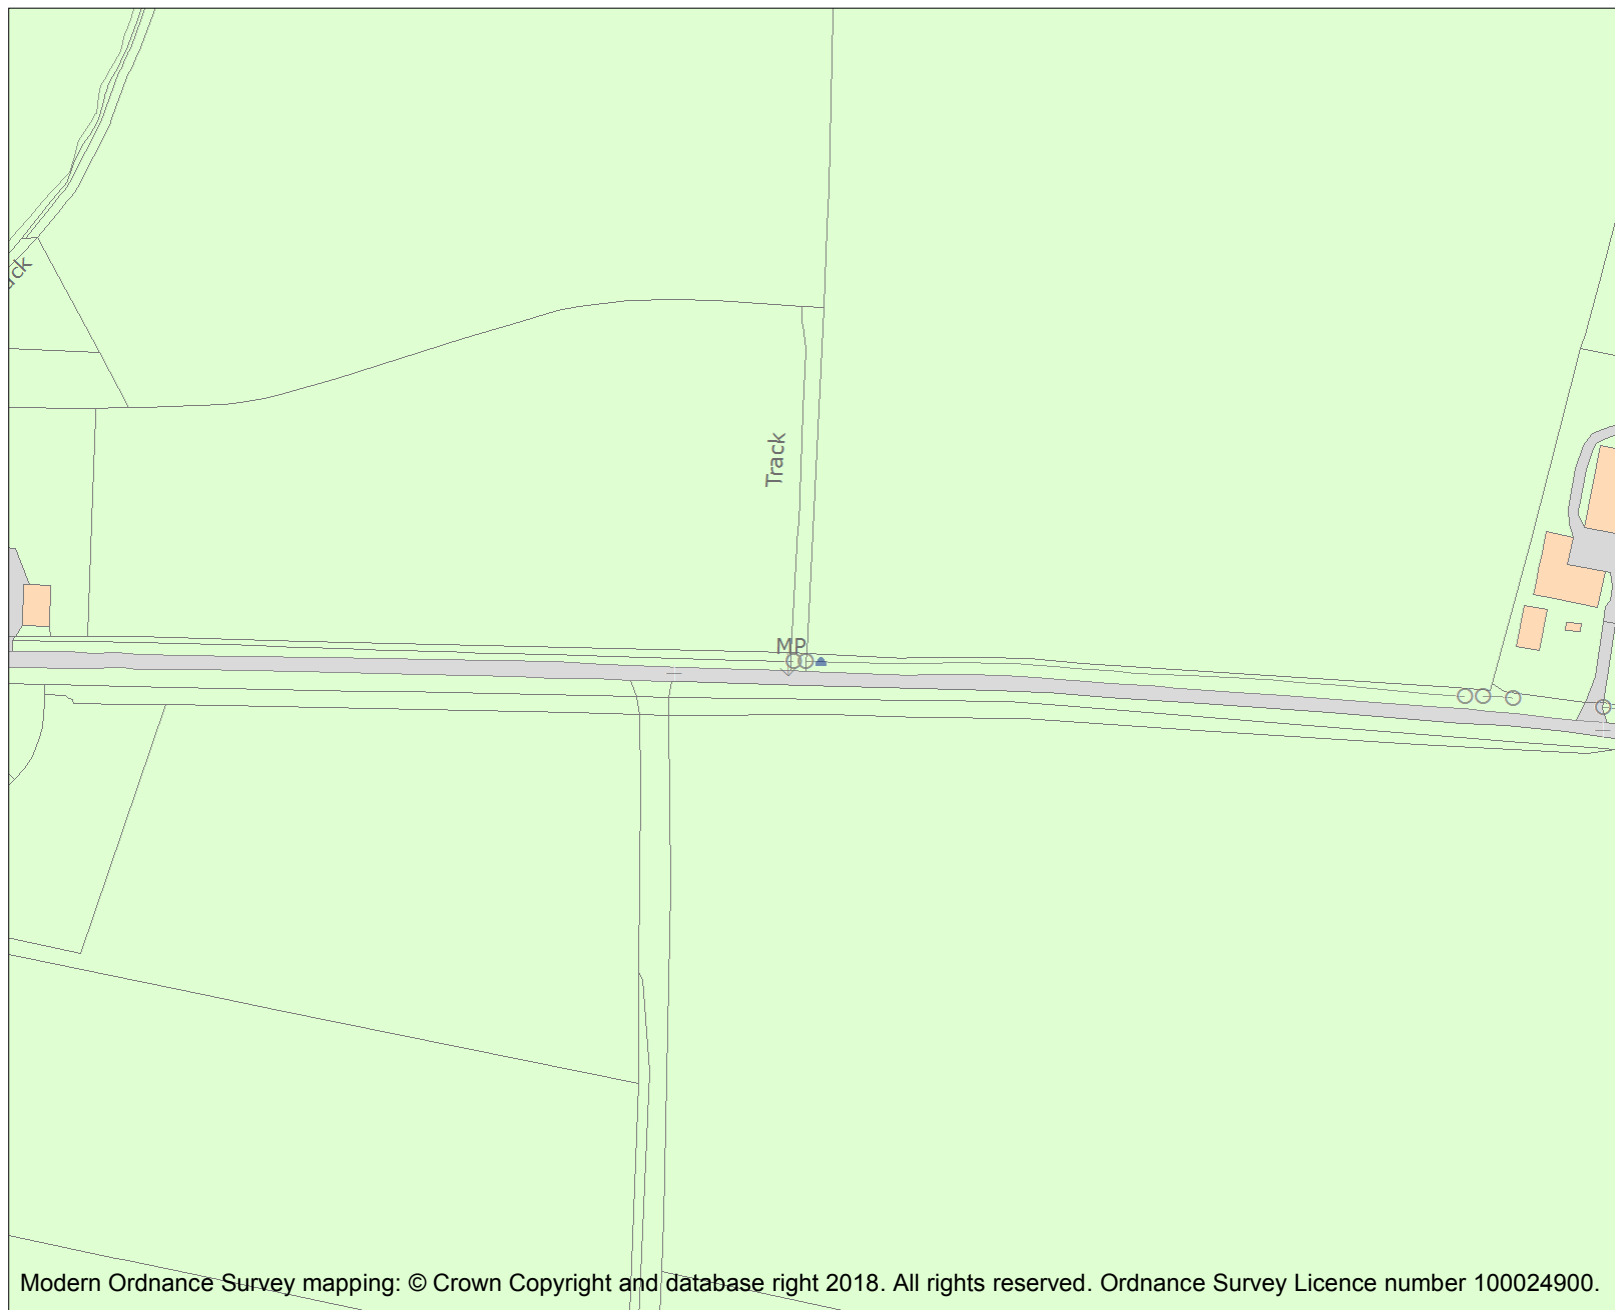 Track
MP
Modern Ordnance Survey mapping: © Crown Copyright and database right 2018. All rights reserved. Ordnance Survey Licence number 100024900.